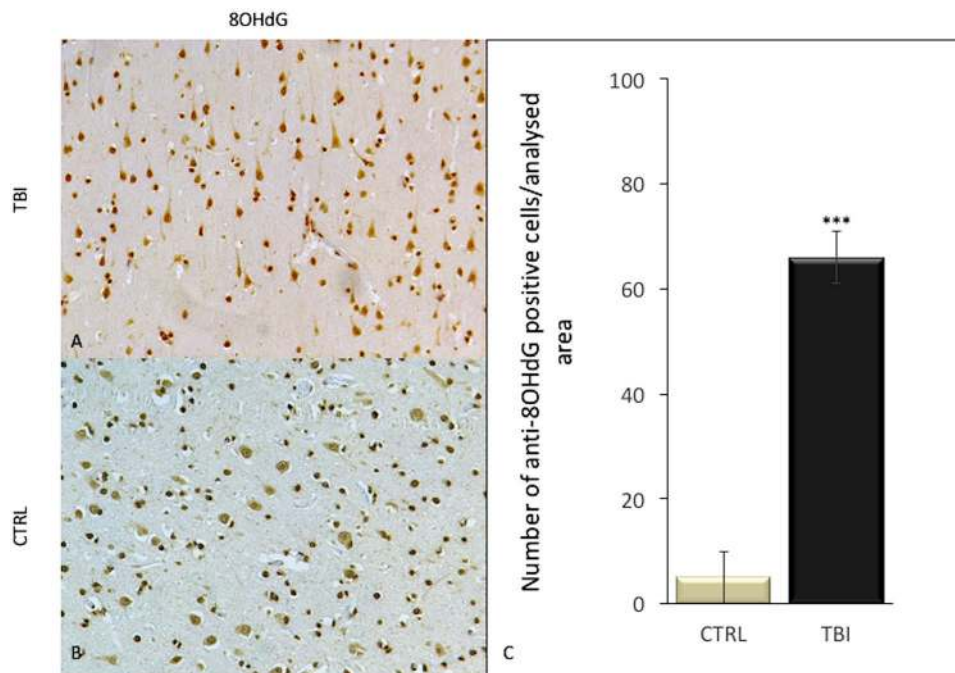 8OHdG
TBI
A
CTRL
B
Number of anti-8OHdG positive cells/analysed
area
100
80
60
40
20
0
***
CTRL
TBI
C